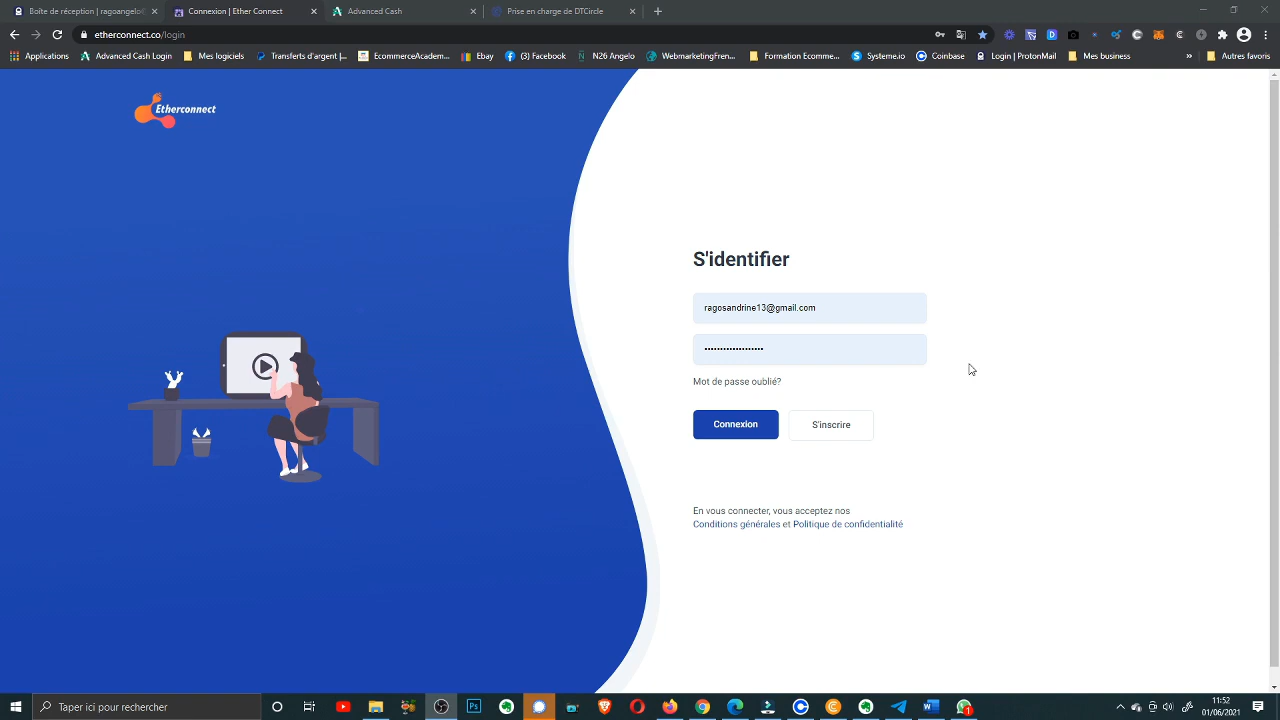 Boîte de réception | ragoangelo
Connexion | Ether Connect
Advanced Cash
Prise en charge de DTCircle
etherconnect.co/login
Applications
Advanced Cash Login
Mes logiciels
Transferts d'argent |...
EcommerceAcadem...
Ebay
(3) Facebook
N26 Angelo
WebmarketingFren...
Formation Ecomme...
Systeme.io
Coinbase
Login | ProtonMail
Mes business
»
Autres favoris
Etherconnect
S'identifier
ragosandrine13@gmail.com
•••••••••••••••••••
Mot de passe oublié?
Connexion
S'inscrire
En vous connecter, vous acceptez nos
Conditions générales et Politique de confidentialité
Taper ici pour rechercher
Ps
1
11:52
01/06/2021